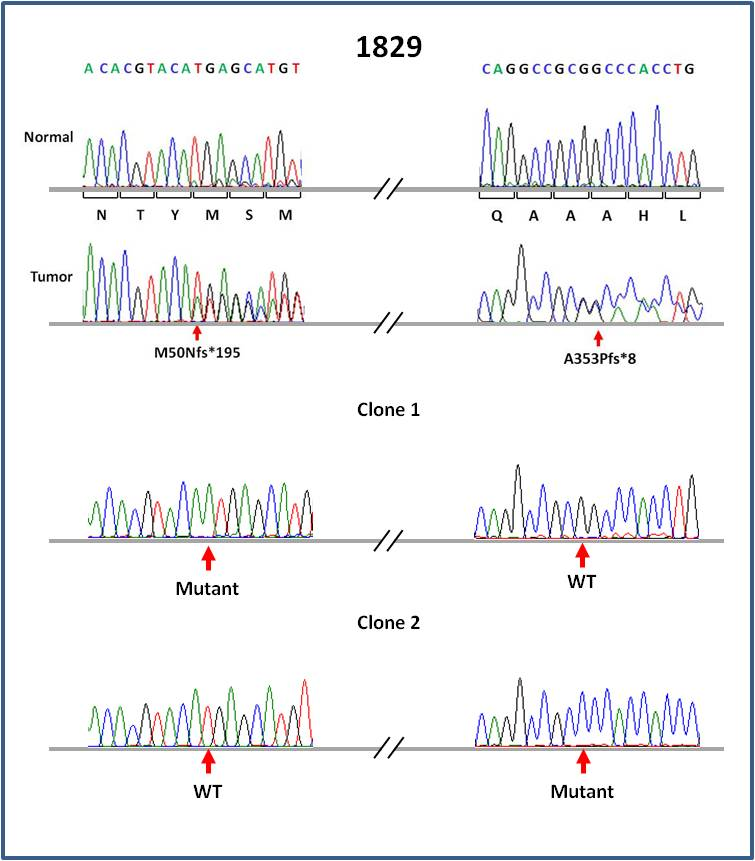 1829
ACACGTACATGAGCATGT CAGGCCGCGGCCCACCTG
Normal
N T Y M S M Q A A A H L
Tumor
M50Nfs*195 A353Pfs*8
Clone 1
Mutant WT
Clone 2
WT Mutant